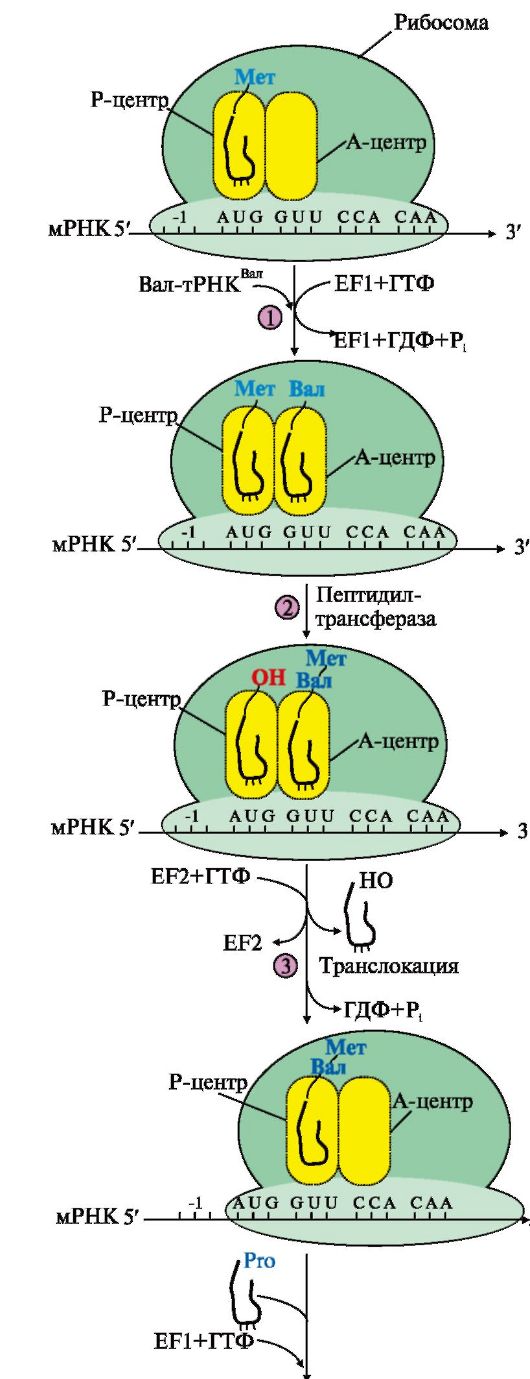 Рибосома
Мет
Р-центр
А-центр
-1 AUG GUU CCA CAA
мРНК 5′ 3′
Вал-тРНКВал
EF1+ГТФ
1
EF1+ГДФ+Pi
Мет Вал
Р-центр
А-центр
-1 AUG GUU CCA CAA
мРНК 5′ 3′
2
Пептидил-
трансфераза
Мет
OH Вал
Р-центр
А-центр
-1 AUG GUU CCA CAA
мРНК 5′ 3
EF2+ГТФ
HO
EF2
3
Транслокация
ГДФ+Pi
Мет
Вал
Р-центр
А-центр
-1 AUG GUU CCA CAA
мРНК 5′
Pro
EF1+ГТФ